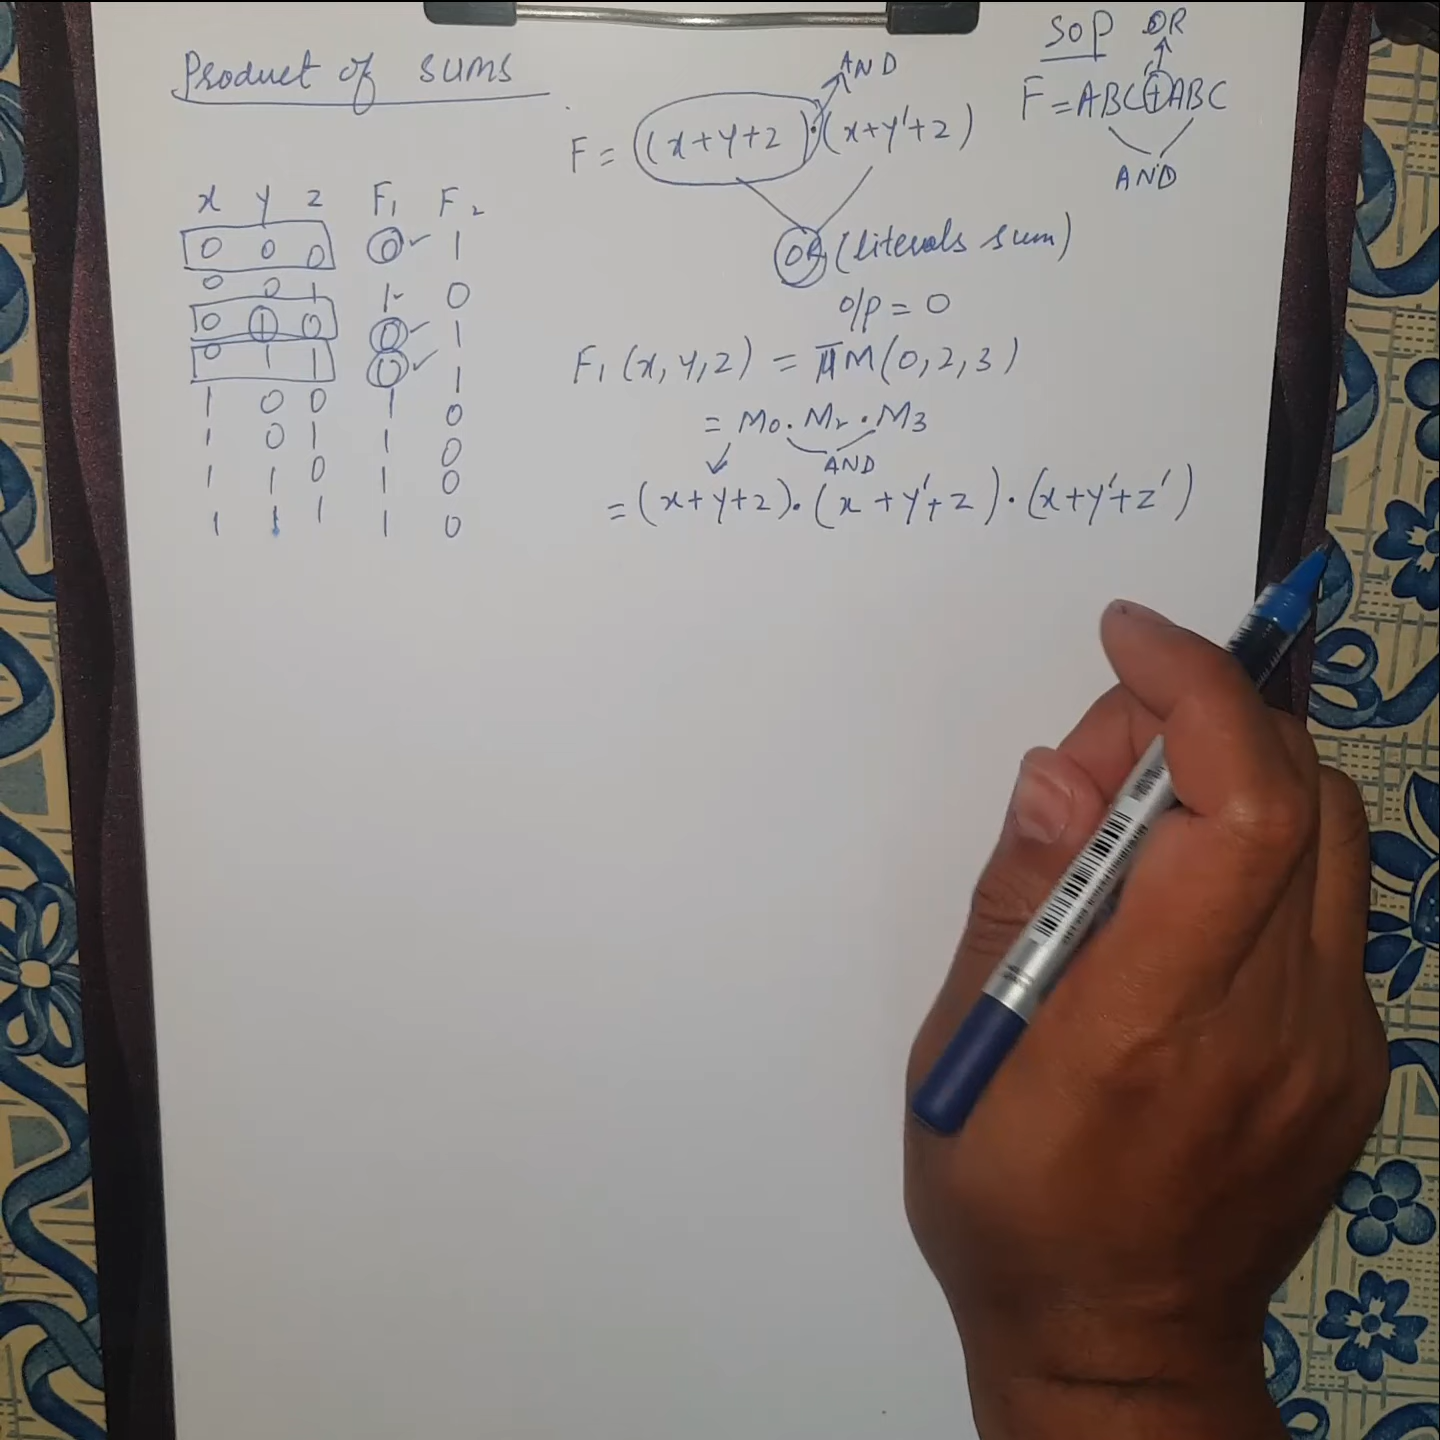 Product of sums
AND
F = (x+y+z)·(x+y'+z)
SOP OR
F = ABC'+ABC
AND
OR (literals sum)
o/p = 0
x y z F1 F2
0 0 0 0 1
0 0 1 1 0
0 1 0 0 1
0 1 1 0 1
1 0 0 1 0
1 0 1 1 0
1 1 0 1 0
1 1 1 1 0
F1 (x, y, z) = πM(0,2,3)
= M0 . M2 . M3
AND
= (x+y+z)·(x+y'+z)·(x+y'+z')